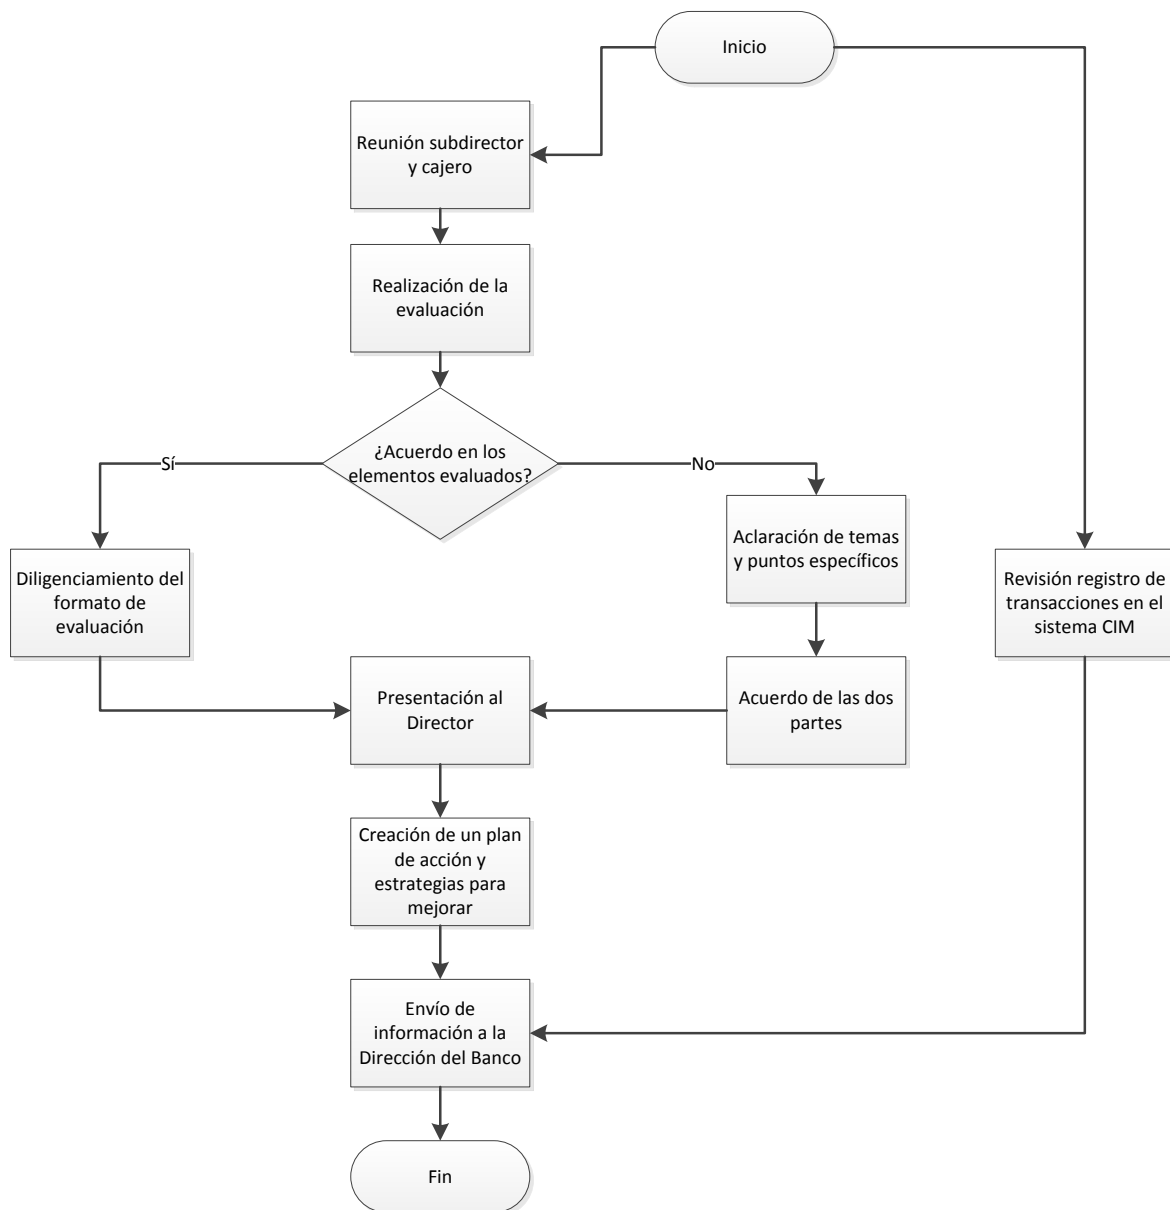 Inicio
Reunión subdirector
y cajero
Realización de la
evaluación
¿Acuerdo en los
elementos evaluados?
Sí
No
Diligenciamiento del
formato de
evaluación
Aclaración de temas
y puntos específicos
Revisión registro de
transacciones en el
sistema CIM
Presentación al
Director
Acuerdo de las dos
partes
Creación de un plan
de acción y
estrategias para
mejorar
Envío de
información a la
Dirección del Banco
Fin